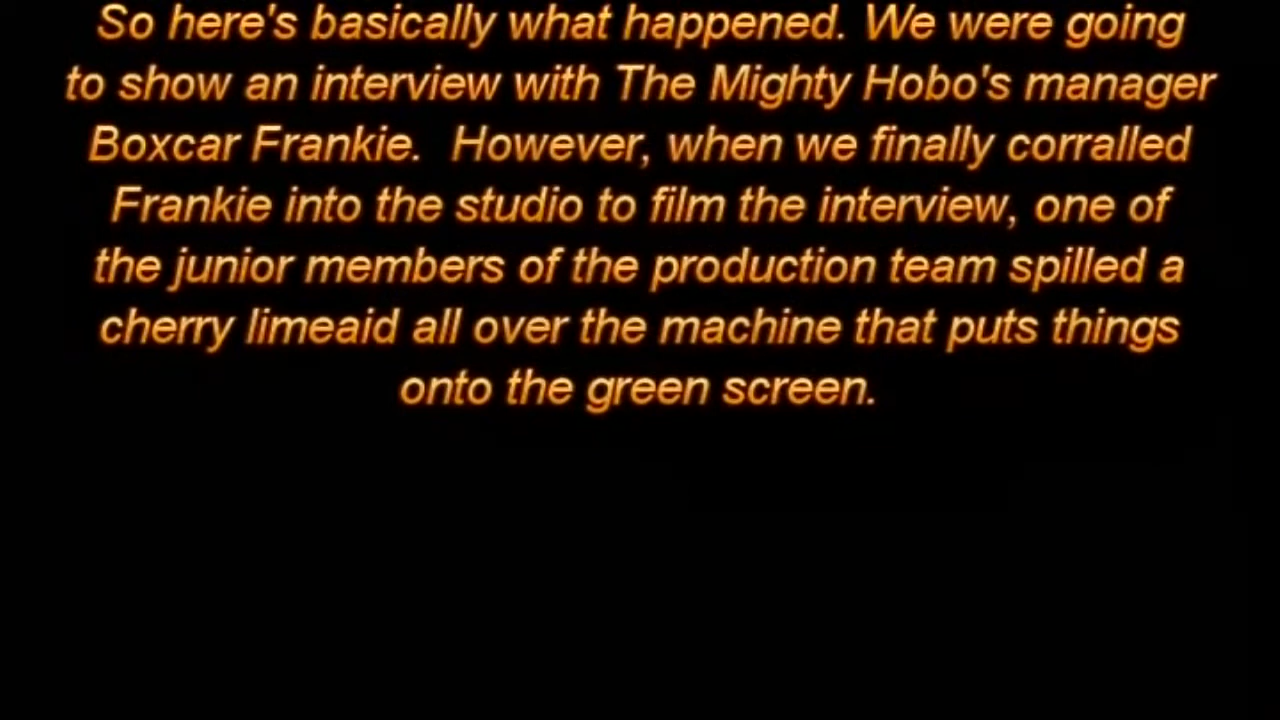 So here's basically what happened. We were going
to show an interview with The Mighty Hobo's manager
Boxcar Frankie.  However, when we finally corralled
Frankie into the studio to film the interview, one of
the junior members of the production team spilled a
cherry limeaid all over the machine that puts things
onto the green screen.